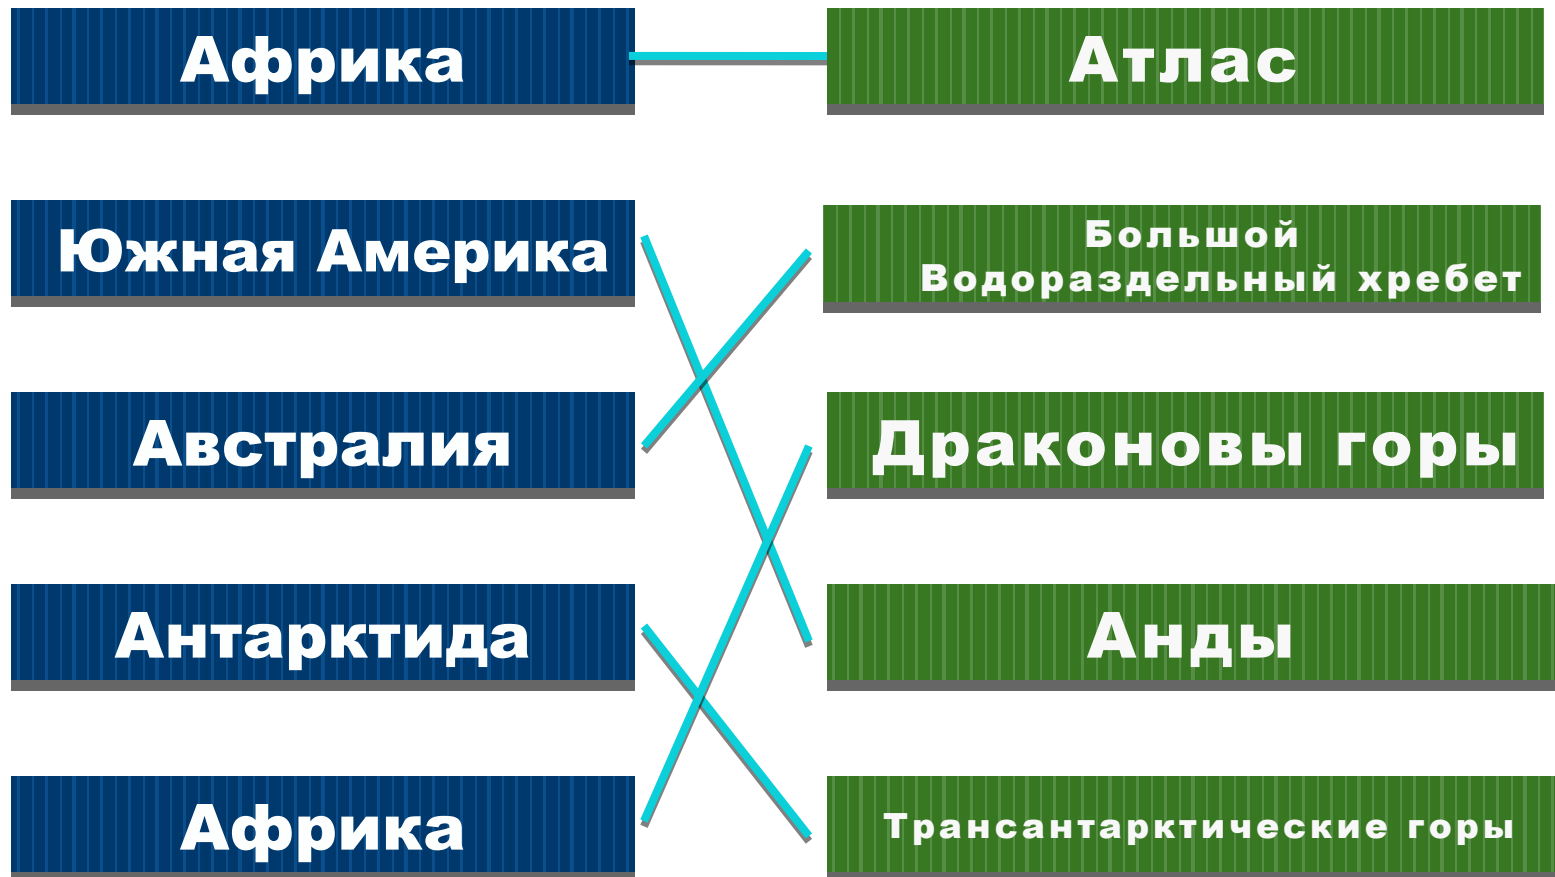 Африка
Атлас
Южная Америка
Большой
Водораздельный хребет
Австралия
Драконовы горы
Антарктида
Анды
Африка
Трансантарктические горы